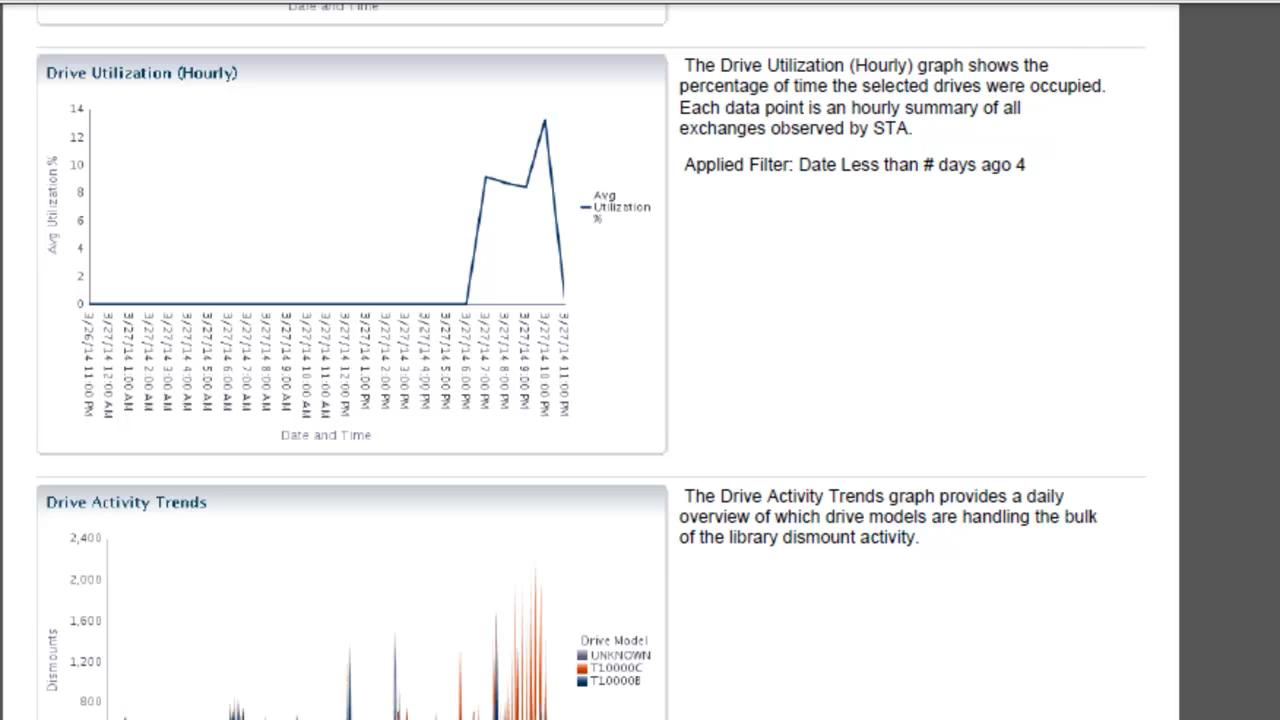 Date and Time
Drive Utilization (Hourly)
14
12
10
8
6
4
2
0
Avg Utilization %
Avg
Utilization
%
3/26/14 11:00 PM
3/27/14 12:00 AM
3/27/14 1:00 AM
3/27/14 2:00 AM
3/27/14 3:00 AM
3/27/14 4:00 AM
3/27/14 5:00 AM
3/27/14 6:00 AM
3/27/14 7:00 AM
3/27/14 8:00 AM
3/27/14 9:00 AM
3/27/14 10:00 AM
3/27/14 11:00 AM
3/27/14 12:00 PM
3/27/14 1:00 PM
3/27/14 2:00 PM
3/27/14 3:00 PM
3/27/14 4:00 PM
3/27/14 5:00 PM
3/27/14 6:00 PM
3/27/14 7:00 PM
3/27/14 8:00 PM
3/27/14 9:00 PM
3/27/14 10:00 PM
3/27/14 11:00 PM
Date and Time
The Drive Utilization (Hourly) graph shows the
percentage of time the selected drives were occupied.
Each data point is an hourly summary of all
exchanges observed by STA.
Applied Filter: Date Less than # days ago 4
Drive Activity Trends
2,400
2,000
1,600
1,200
800
Dismounts
Drive Model
UNKNOWN
T10000C
T10000B
The Drive Activity Trends graph provides a daily
overview of which drive models are handling the bulk
of the library dismount activity.